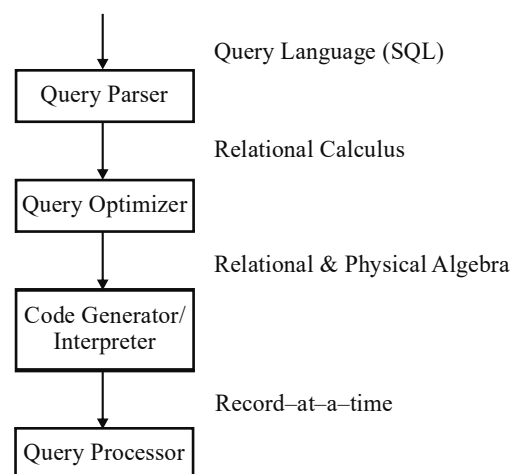 Query Language (SQL)
Query Parser
Relational Calculus
Query Optimizer
Relational & Physical Algebra
Code Generator/
Interpreter
Record–at–a–time
Query Processor